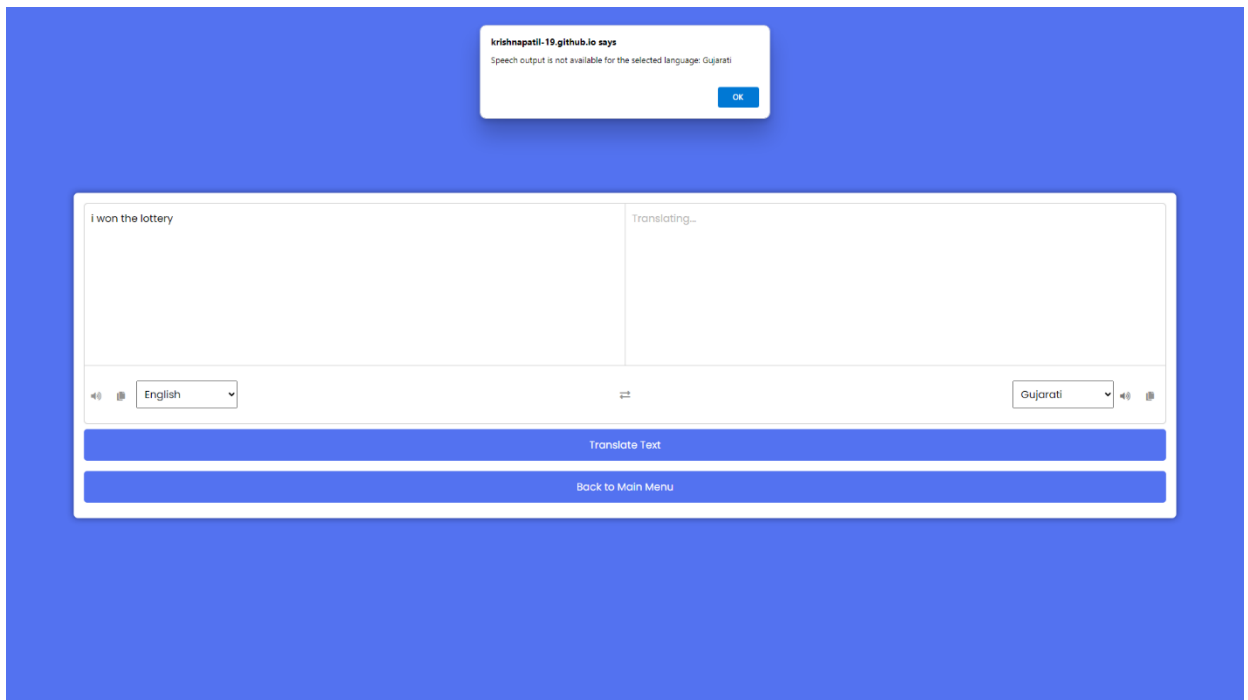 krishnapatil-19.github.io says
Speech output is not available for the selected language: Gujarati
OK
i won the lottery
Translating...
English
Gujarati
Translate Text
Back to Main Menu